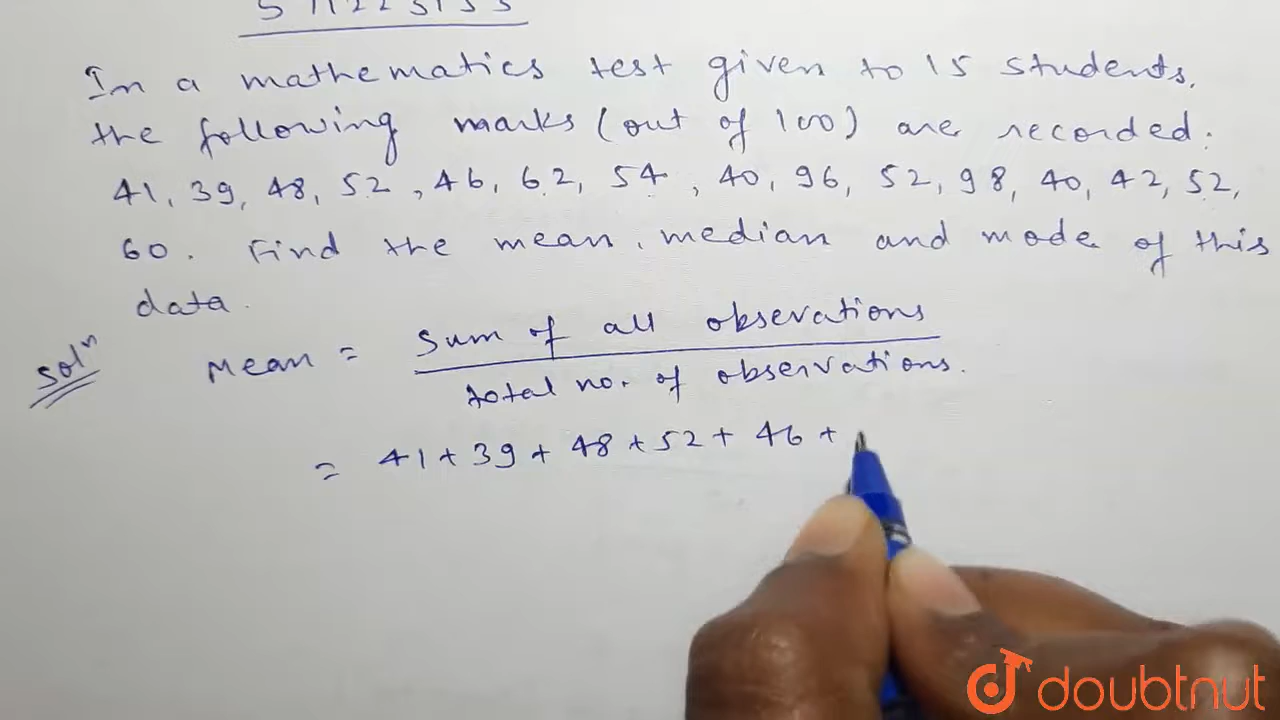 In a mathematics test given to 15 students,
the following marks (out of 100) are recorded:
41, 39, 48, 52, 46, 62, 54, 40, 96, 52, 98, 40, 42, 52,
60. Find the mean, median and mode of this
data.
Solⁿ
Mean = Sum of all observations
total no. of observations.
= 41 + 39 + 48 + 52 + 46 +
doubtnut